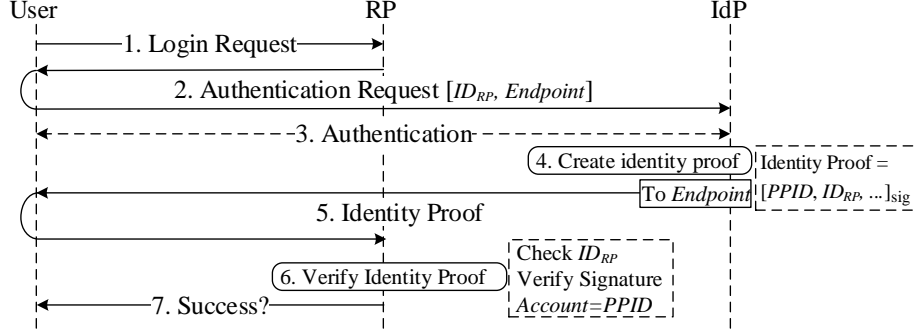 User RP IdP
1. Login Request
2. Authentication Request [ID_RP, Endpoint]
3. Authentication
4. Create identity proof
Identity Proof =
[PPID, ID_RP, ...]_sig
To Endpoint
5. Identity Proof
6. Verify Identity Proof
Check ID_RP
Verify Signature
Account=PPID
7. Success?